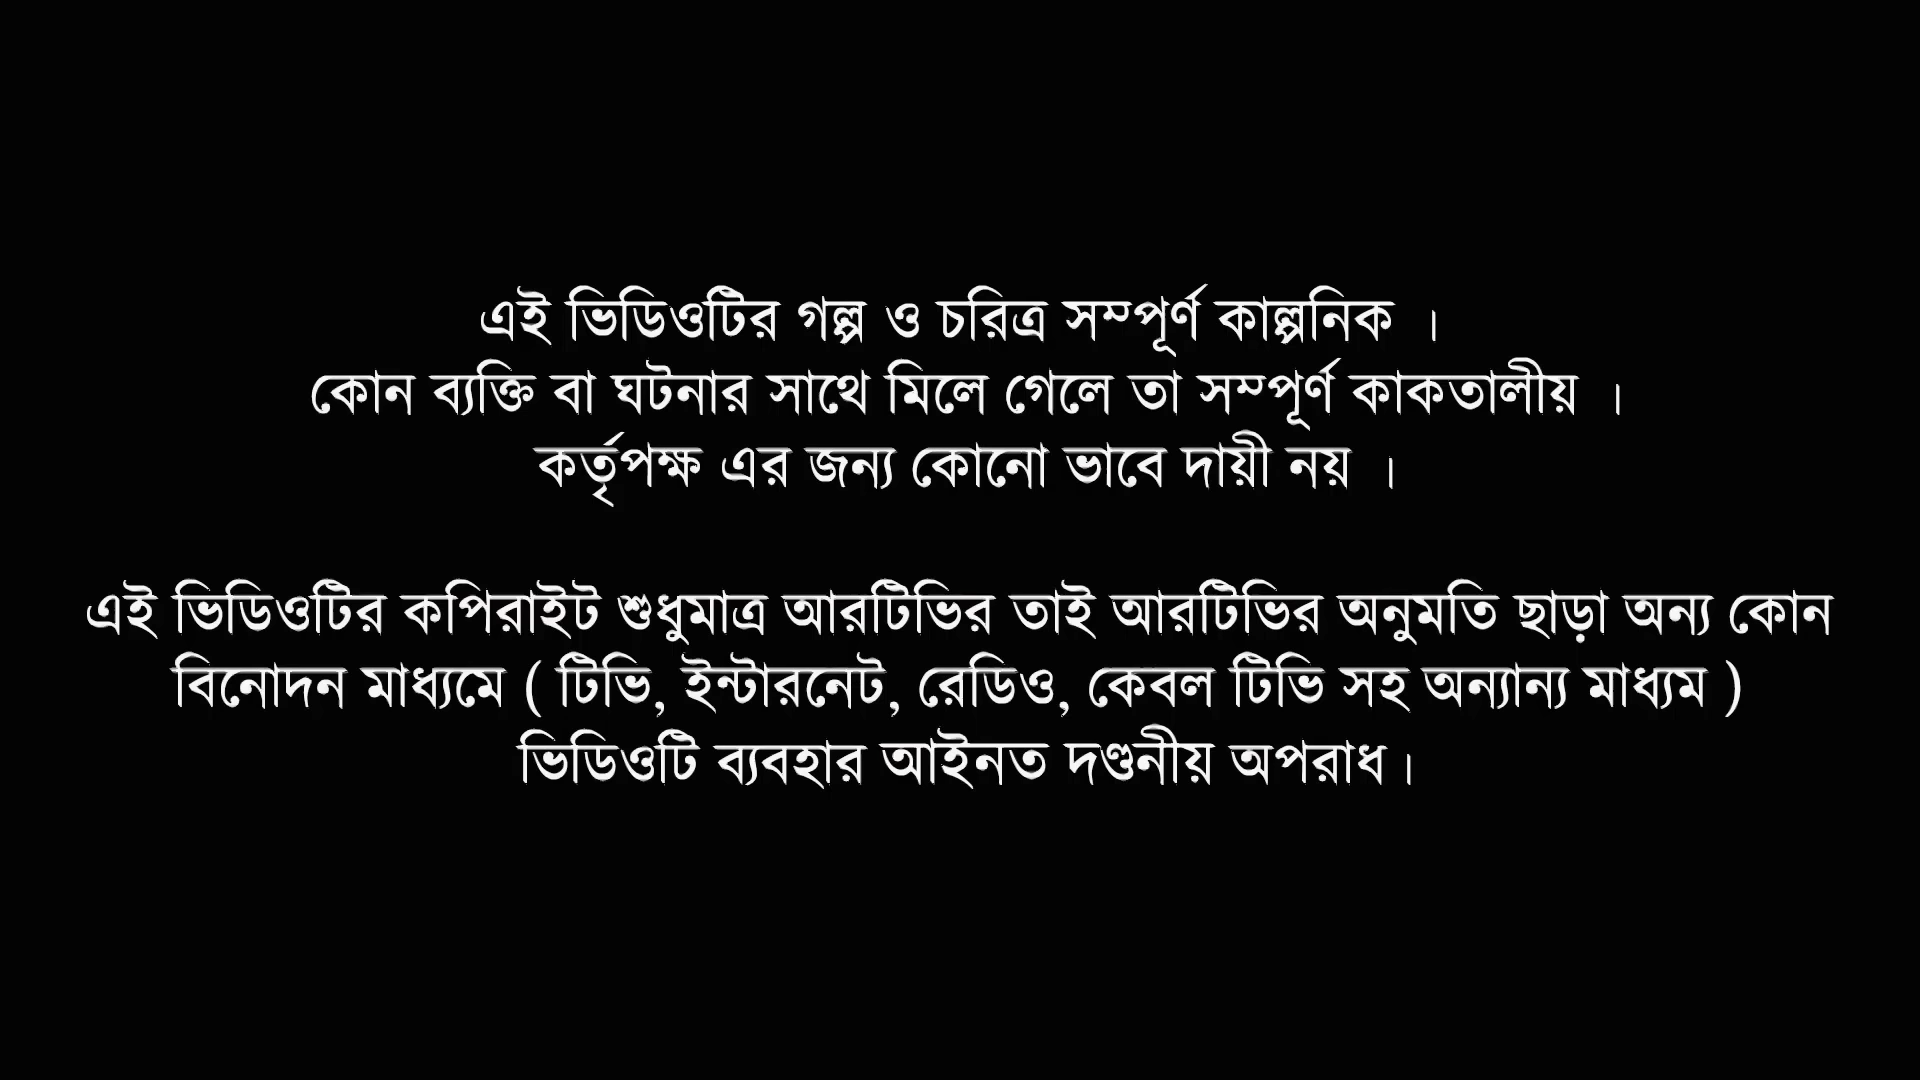 এই ভিডিওটির গল্প ও চরিত্র সম্পূর্ণ কাল্পনিক ।
কোন ব্যক্তি বা ঘটনার সাথে মিলে গেলে তা সম্পূর্ণ কাকতালীয় ।
কর্তৃপক্ষ এর জন্য কোনো ভাবে দায়ী নয় ।
এই ভিডিওটির কপিরাইট শুধুমাত্র আরটিভির তাই আরটিভির অনুমতি ছাড়া অন্য কোন
বিনোদন মাধ্যমে ( টিভি, ইন্টারনেট, রেডিও, কেবল টিভি সহ অন্যান্য মাধ্যম )
ভিডিওটি ব্যবহার আইনত দণ্ডনীয় অপরাধ।